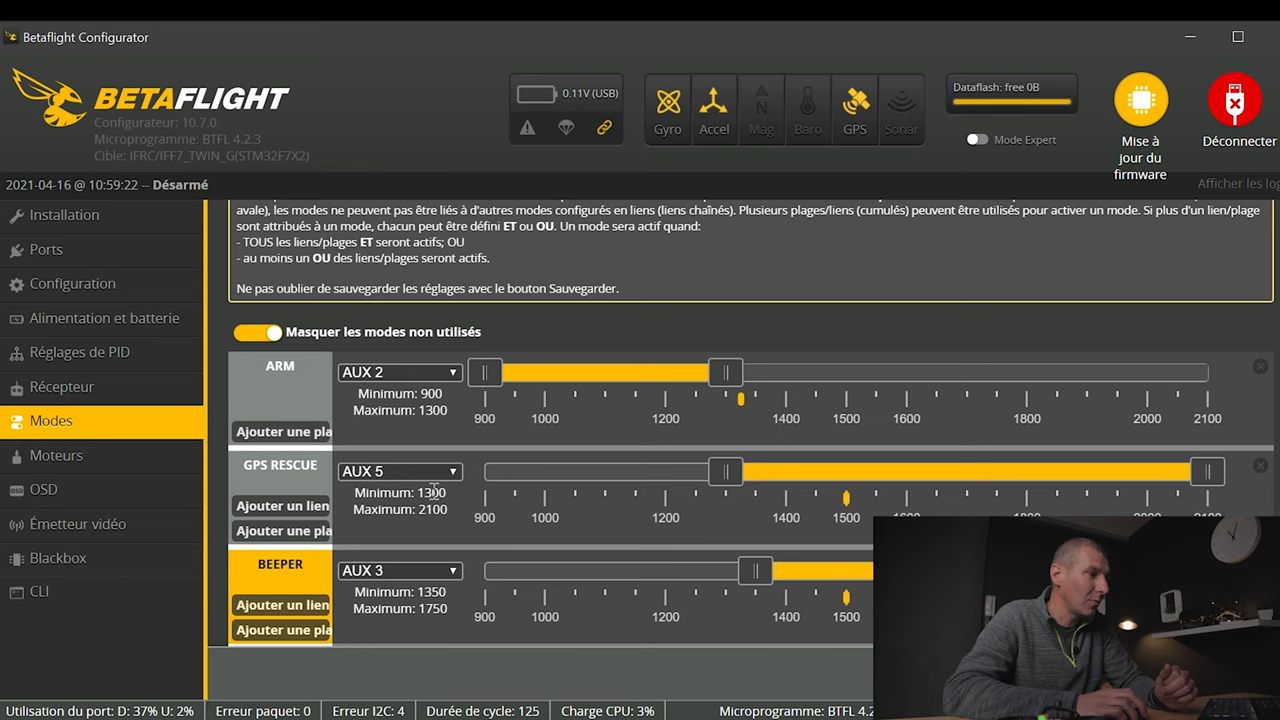 Betaflight Configurator
BETAFLIGHT
Configurateur: 10.7.0
Microprogramme: BTFL 4.2.3
Cible: IFRC/IFF7_TWIN_G(STM32F7X2)
0.11V (USB)
Gyro
Accel
Mag
Baro
GPS
Sonar
Dataflash: free 0B
Mode Expert
Mise à
jour du
firmware
Déconnecter
2021-04-16 @ 10:59:22 -- Désarmé
Afficher les log
Installation
Ports
Configuration
Alimentation et batterie
Réglages de PID
Récepteur
Modes
Moteurs
OSD
Émetteur vidéo
Blackbox
CLI
avale), les modes ne peuvent pas être liés à d'autres modes configurés en liens (liens chaînés). Plusieurs plages/liens (cumulés) peuvent être utilisés pour activer un mode. Si plus d'un lien/plage
sont attribués à un mode, chacun peut être défini ET ou OU. Un mode sera actif quand:
- TOUS les liens/plages ET seront actifs; OU
- au moins un OU des liens/plages seront actifs.
Ne pas oublier de sauvegarder les réglages avec le bouton Sauvegarder.
Masquer les modes non utilisés
ARM
Ajouter une pla
AUX 2
Minimum: 900
Maximum: 1300
900 1000 1200 1400 1500 1600 1800 2000 2100
GPS RESCUE
Ajouter un lien
Ajouter une pla
AUX 5
Minimum: 1300
Maximum: 2100
900 1000 1200 1400 1500 1600 1800 2000 2100
BEEPER
Ajouter un lien
Ajouter une pla
AUX 3
Minimum: 1350
Maximum: 1750
900 1000 1200 1400 1500
Utilisation du port: D: 37% U: 2%
Erreur paquet: 0
Erreur I2C: 4
Durée de cycle: 125
Charge CPU: 3%
Microprogramme: BTFL 4.2